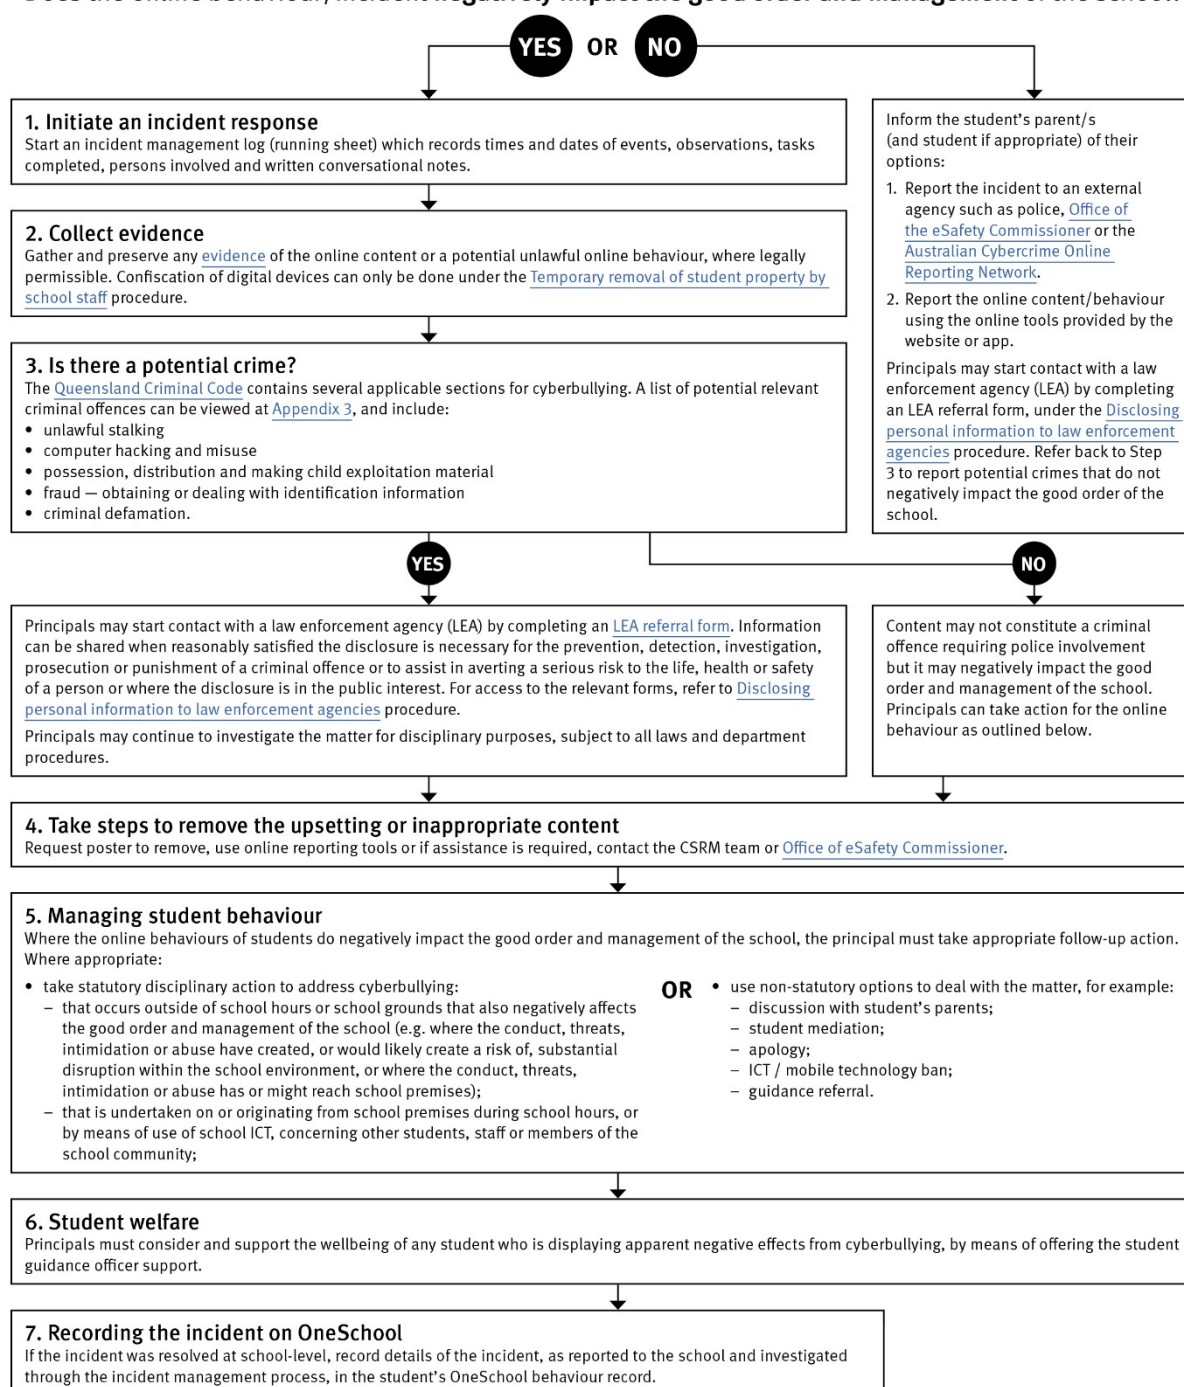 Does the online behaviour/incident negatively impact the good order and management of the school?
YES OR NO
1. Initiate an incident response
Start an incident management log (running sheet) which records times and dates of events, observations, tasks
completed, persons involved and written conversational notes.
2. Collect evidence
Gather and preserve any evidence of the online content or a potential unlawful online behaviour, where legally
permissible. Confiscation of digital devices can only be done under the Temporary removal of student property by
school staff procedure.
3. Is there a potential crime?
The Queensland Criminal Code contains several applicable sections for cyberbullying. A list of potential relevant
criminal offences can be viewed at Appendix 3, and include:
• unlawful stalking
• computer hacking and misuse
• possession, distribution and making child exploitation material
• fraud — obtaining or dealing with identification information
• criminal defamation.
Inform the student's parent/s
(and student if appropriate) of their
options:
1. Report the incident to an external
agency such as police, Office of
the eSafety Commissioner or the
Australian Cybercrime Online
Reporting Network.
2. Report the online content/behaviour
using the online tools provided by the
website or app.
Principals may start contact with a law
enforcement agency (LEA) by completing
an LEA referral form, under the Disclosing
personal information to law enforcement
agencies procedure. Refer back to Step
3 to report potential crimes that do not
negatively impact the good order of the
school.
YES
NO
Principals may start contact with a law enforcement agency (LEA) by completing an LEA referral form. Information
can be shared when reasonably satisfied the disclosure is necessary for the prevention, detection, investigation,
prosecution or punishment of a criminal offence or to assist in averting a serious risk to the life, health or safety
of a person or where the disclosure is in the public interest. For access to the relevant forms, refer to Disclosing
personal information to law enforcement agencies procedure.
Principals may continue to investigate the matter for disciplinary purposes, subject to all laws and department
procedures.
Content may not constitute a criminal
offence requiring police involvement
but it may negatively impact the good
order and management of the school.
Principals can take action for the online
behaviour as outlined below.
4. Take steps to remove the upsetting or inappropriate content
Request poster to remove, use online reporting tools or if assistance is required, contact the CSRM team or Office of eSafety Commissioner.
5. Managing student behaviour
Where the online behaviours of students do negatively impact the good order and management of the school, the principal must take appropriate follow-up action.
Where appropriate:
• take statutory disciplinary action to address cyberbullying:
– that occurs outside of school hours or school grounds that also negatively affects
the good order and management of the school (e.g. where the conduct, threats,
intimidation or abuse have created, or would likely create a risk of, substantial
disruption within the school environment, or where the conduct, threats,
intimidation or abuse has or might reach school premises);
– that is undertaken on or originating from school premises during school hours, or
by means of use of school ICT, concerning other students, staff or members of the
school community;
OR
• use non-statutory options to deal with the matter, for example:
– discussion with student's parents;
– student mediation;
– apology;
– ICT / mobile technology ban;
– guidance referral.
6. Student welfare
Principals must consider and support the wellbeing of any student who is displaying apparent negative effects from cyberbullying, by means of offering the student
guidance officer support.
7. Recording the incident on OneSchool
If the incident was resolved at school-level, record details of the incident, as reported to the school and investigated
through the incident management process, in the student's OneSchool behaviour record.